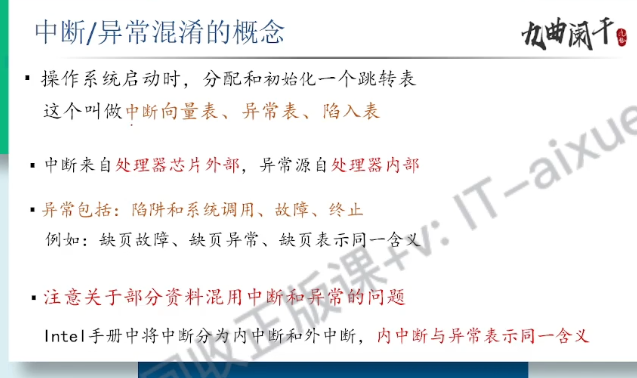 中断/异常混淆的概念
九曲阑干
操作系统启动时，分配和初始化一个跳转表
这个叫做中断向量表、异常表、陷入表
中断来自处理器芯片外部，异常源自处理器内部
异常包括：陷阱和系统调用、故障、终止
例如：缺页故障、缺页异常、缺页表示同一含义
注意关于部分资料混用中断和异常的问题
Intel手册中将中断分为内中断和外中断，内中断与异常表示同一含义
回收正版课+v: IT-aixue